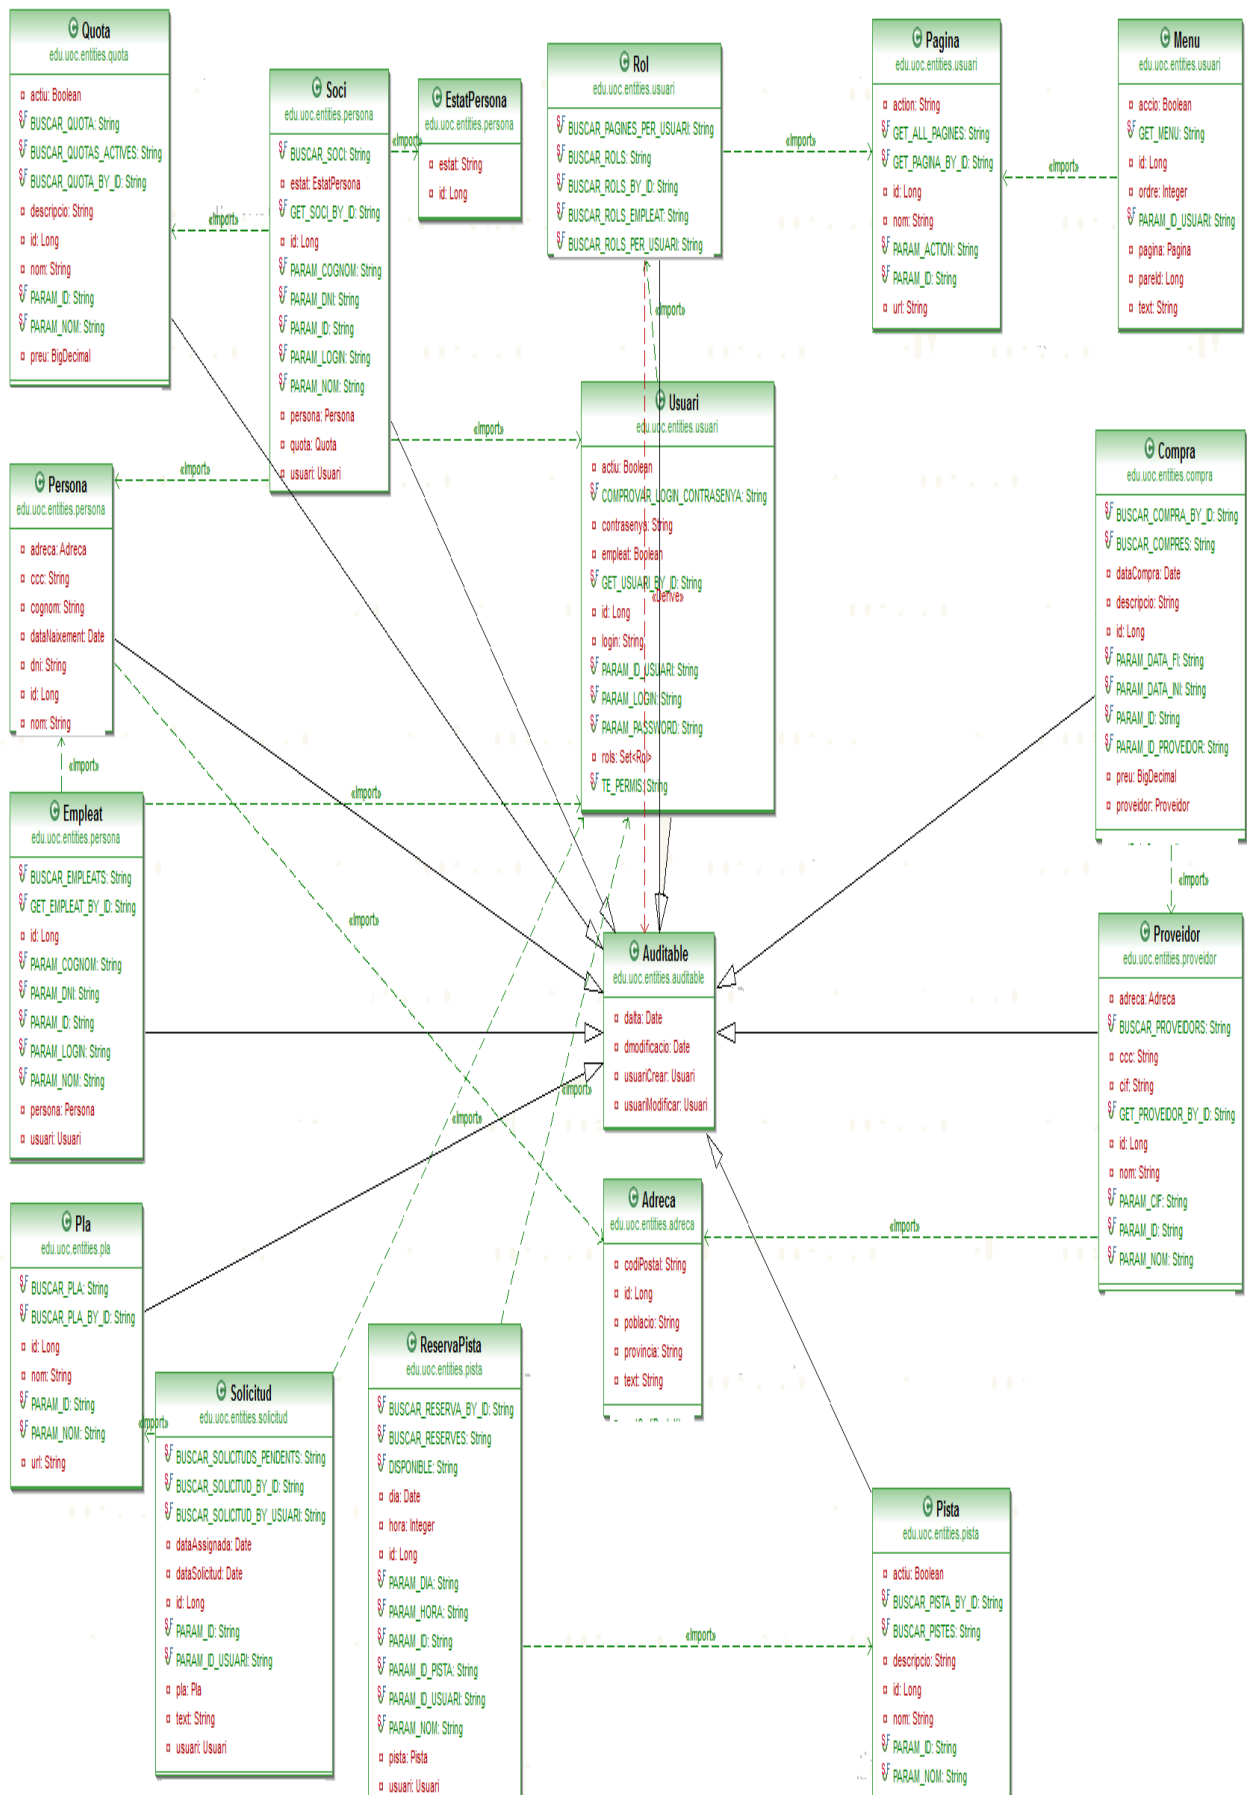 Quota
edu.uoc.entities.quota
actiu: Boolean
BUSCAR_QUOTA: String
BUSCAR_QUOTAS_ACTIVES: String
BUSCAR_QUOTA_BY_ID: String
descripcio: String
id: Long
nom: String
PARAM_ID: String
PARAM_NOM: String
preu: BigDecimal
Soci
edu.uoc.entities.persona
BUSCAR_SOCI: String
estat: EstatPersona
GET_SOCI_BY_ID: String
id: Long
PARAM_COGNOM: String
PARAM_DNI: String
PARAM_ID: String
PARAM_LOGIN: String
PARAM_NOM: String
persona: Persona
quota: Quota
usuari: Usuari
EstatPersona
edu.uoc.entities.persona
estat: String
id: Long
Rol
edu.uoc.entities.usuari
BUSCAR_PAGINES_PER_USUARI: String
BUSCAR_ROLS: String
BUSCAR_ROLS_BY_ID: String
BUSCAR_ROLS_EMPLEAT: String
BUSCAR_ROLS_PER_USUARI: String
Pagina
edu.uoc.entities.usuari
action: String
GET_ALL_PAGINES: String
GET_PAGINA_BY_ID: String
id: Long
nom: String
PARAM_ACTION: String
PARAM_ID: String
url: String
Menu
edu.uoc.entities.usuari
accio: Boolean
GET_MENU: String
id: Long
ordre: Integer
PARAM_ID_USUARI: String
pagina: Pagina
pareId: Long
text: String
«Import»
«Import»
«Import»
«Import»
«Import»
«Import»
«Import»
Usuari
edu.uoc.entities.usuari
actiu: Boolean
COMPROVAR_LOGIN_CONTRASENYA: String
contrasenya: String
empleat: Boolean
GET_USUARI_BY_ID: String
«Derive»
id: Long
login: String
PARAM_ID_USUARI: String
PARAM_LOGIN: String
PARAM_PASSWORD: String
rols: Set<Rol>
TE_PERMIS: String
Persona
edu.uoc.entities.persona
adreca: Adreca
ccc: String
cognom: String
dataNaixement: Date
dni: String
id: Long
nom: String
«Import»
«Import»
Compra
edu.uoc.entities.compra
BUSCAR_COMPRA_BY_ID: String
BUSCAR_COMPRES: String
dataCompra: Date
descripcio: String
id: Long
PARAM_DATA_FI: String
PARAM_DATA_INI: String
PARAM_ID: String
PARAM_ID_PROVEIDOR: String
preu: BigDecimal
proveidor: Proveidor
«Import»
Empleat
edu.uoc.entities.persona
BUSCAR_EMPLEATS: String
GET_EMPLEAT_BY_ID: String
id: Long
PARAM_COGNOM: String
PARAM_DNI: String
PARAM_ID: String
PARAM_LOGIN: String
PARAM_NOM: String
persona: Persona
usuari: Usuari
«Import»
Auditable
edu.uoc.entities.auditable
dalta: Date
dmodificacio: Date
usuariCrear: Usuari
usuariModificar: Usuari
«Import»
«Import»
Proveidor
edu.uoc.entities.proveidor
adreca: Adreca
BUSCAR_PROVEIDORS: String
ccc: String
cif: String
GET_PROVEIDOR_BY_ID: String
id: Long
nom: String
PARAM_CIF: String
PARAM_ID: String
PARAM_NOM: String
«Import»
Adreca
edu.uoc.entities.adreca
codiPostal: String
id: Long
poblacio: String
provincia: String
text: String
Pla
edu.uoc.entities.pla
BUSCAR_PLA: String
BUSCAR_PLA_BY_ID: String
id: Long
nom: String
PARAM_ID: String
PARAM_NOM: String
url: String
«Import»
Solicitud
edu.uoc.entities.solicitud
BUSCAR_SOLICITUDS_PENDENTS: String
BUSCAR_SOLICITUD_BY_ID: String
BUSCAR_SOLICITUD_BY_USUARI: String
dataAssignada: Date
dataSolicitud: Date
id: Long
PARAM_ID: String
PARAM_ID_USUARI: String
pla: Pla
text: String
usuari: Usuari
ReservaPista
edu.uoc.entities.pista
BUSCAR_RESERVA_BY_ID: String
BUSCAR_RESERVES: String
DISPONIBLE: String
dia: Date
hora: Integer
id: Long
PARAM_DIA: String
PARAM_HORA: String
PARAM_ID: String
PARAM_ID_PISTA: String
PARAM_ID_USUARI: String
PARAM_NOM: String
pista: Pista
usuari: Usuari
«Import»
Pista
edu.uoc.entities.pista
actiu: Boolean
BUSCAR_PISTA_BY_ID: String
BUSCAR_PISTES: String
descripcio: String
id: Long
nom: String
PARAM_ID: String
PARAM_NOM: String